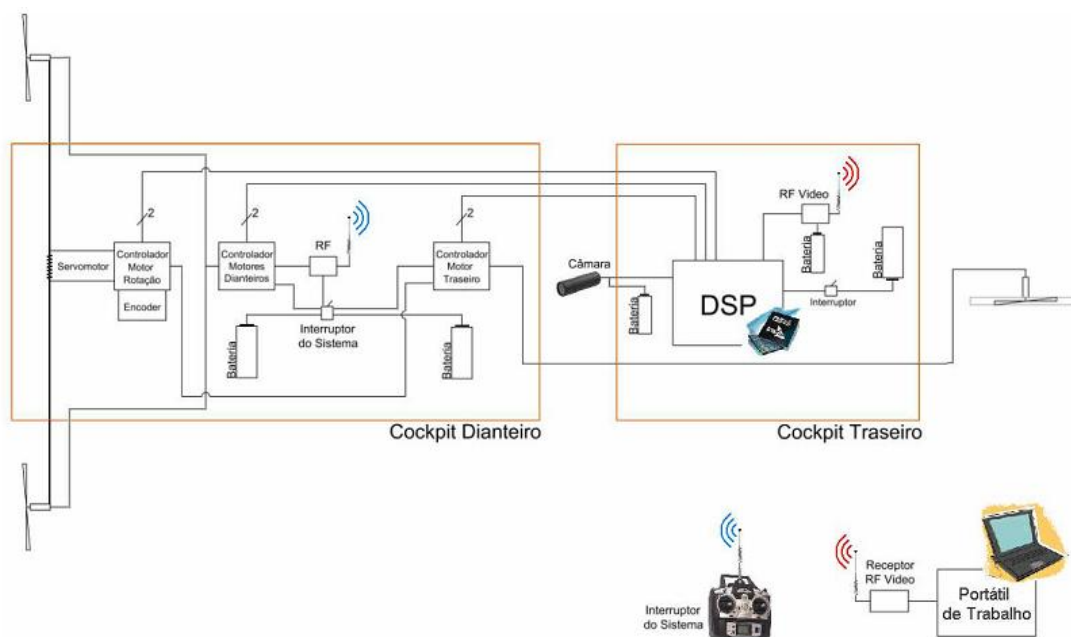 2
2
2
Servomotor
Controlador
Motor
Rotação
Encoder
Controlador
Motores
Dianteiros
RF
Controlador
Motor
Traseiro
Interruptor
do Sistema
Bateria
Bateria
Cockpit Dianteiro
Câmara
Bateria
DSP
RF Video
Bateria
Bateria
Interruptor
Cockpit Traseiro
Interruptor
do Sistema
Receptor
RF Video
Portátil
de Trabalho